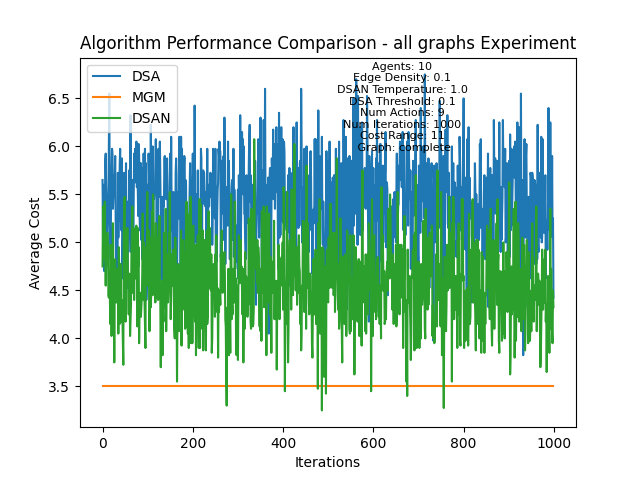 Algorithm Performance Comparison - all graphs Experiment
DSA
MGM
DSAN
Agents: 10
Edge Density: 0.1
DSAN Temperature: 1.0
DSA Threshold: 0.1
Num Actions: 9
Num Iterations: 1000
Cost Range: 11
Graph: complete
Average Cost
6.5
6.0
5.5
5.0
4.5
4.0
3.5
0
200
400
600
800
1000
Iterations